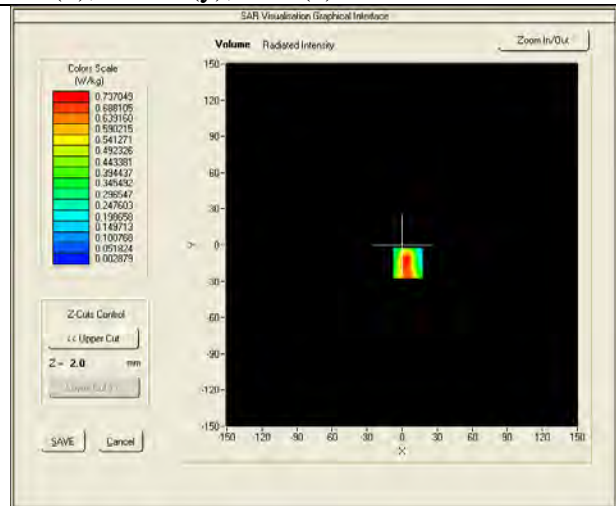 SAR Visualisation Graphical Interface
Volume Radiated Intensity
Zoom In/Out
Colors Scale
(W/kg)
0.737049
0.688105
0.639160
0.590215
0.541271
0.492326
0.443381
0.394437
0.345492
0.296547
0.247603
0.198658
0.149713
0.100768
0.051824
0.002879
150
120
90
60
30
0
-30
-60
-90
-120
-150
Y
-150 -120 -90 -60 -30 0 30 60 90 120 150
X
Z-Cuts Control
<< Upper Cut
Z = 2.0 mm
SAVE
Cancel